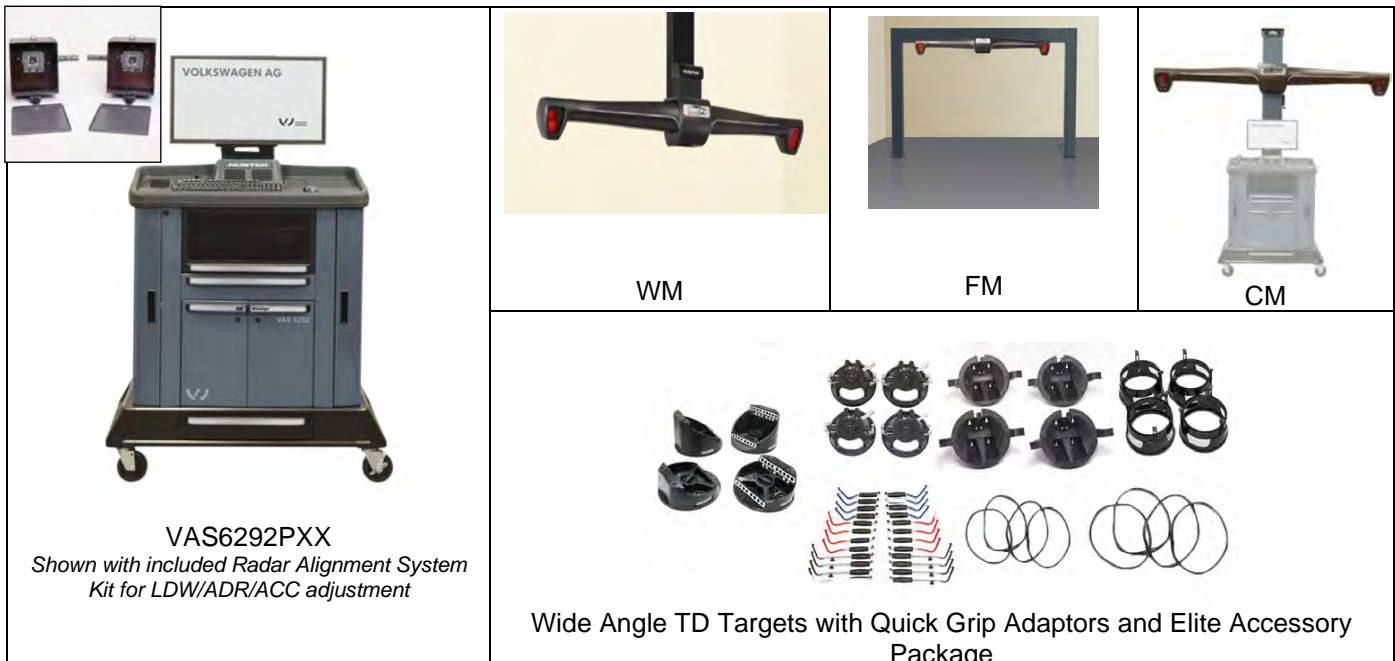 VOLKSWAGEN AG
HUNTER
VAS 6292
VAS6292PXX
Shown with included Radar Alignment System
Kit for LDW/ADR/ACC adjustment
HUNTER
WM
FM
CM
Wide Angle TD Targets with Quick Grip Adaptors and Elite Accessory
Package